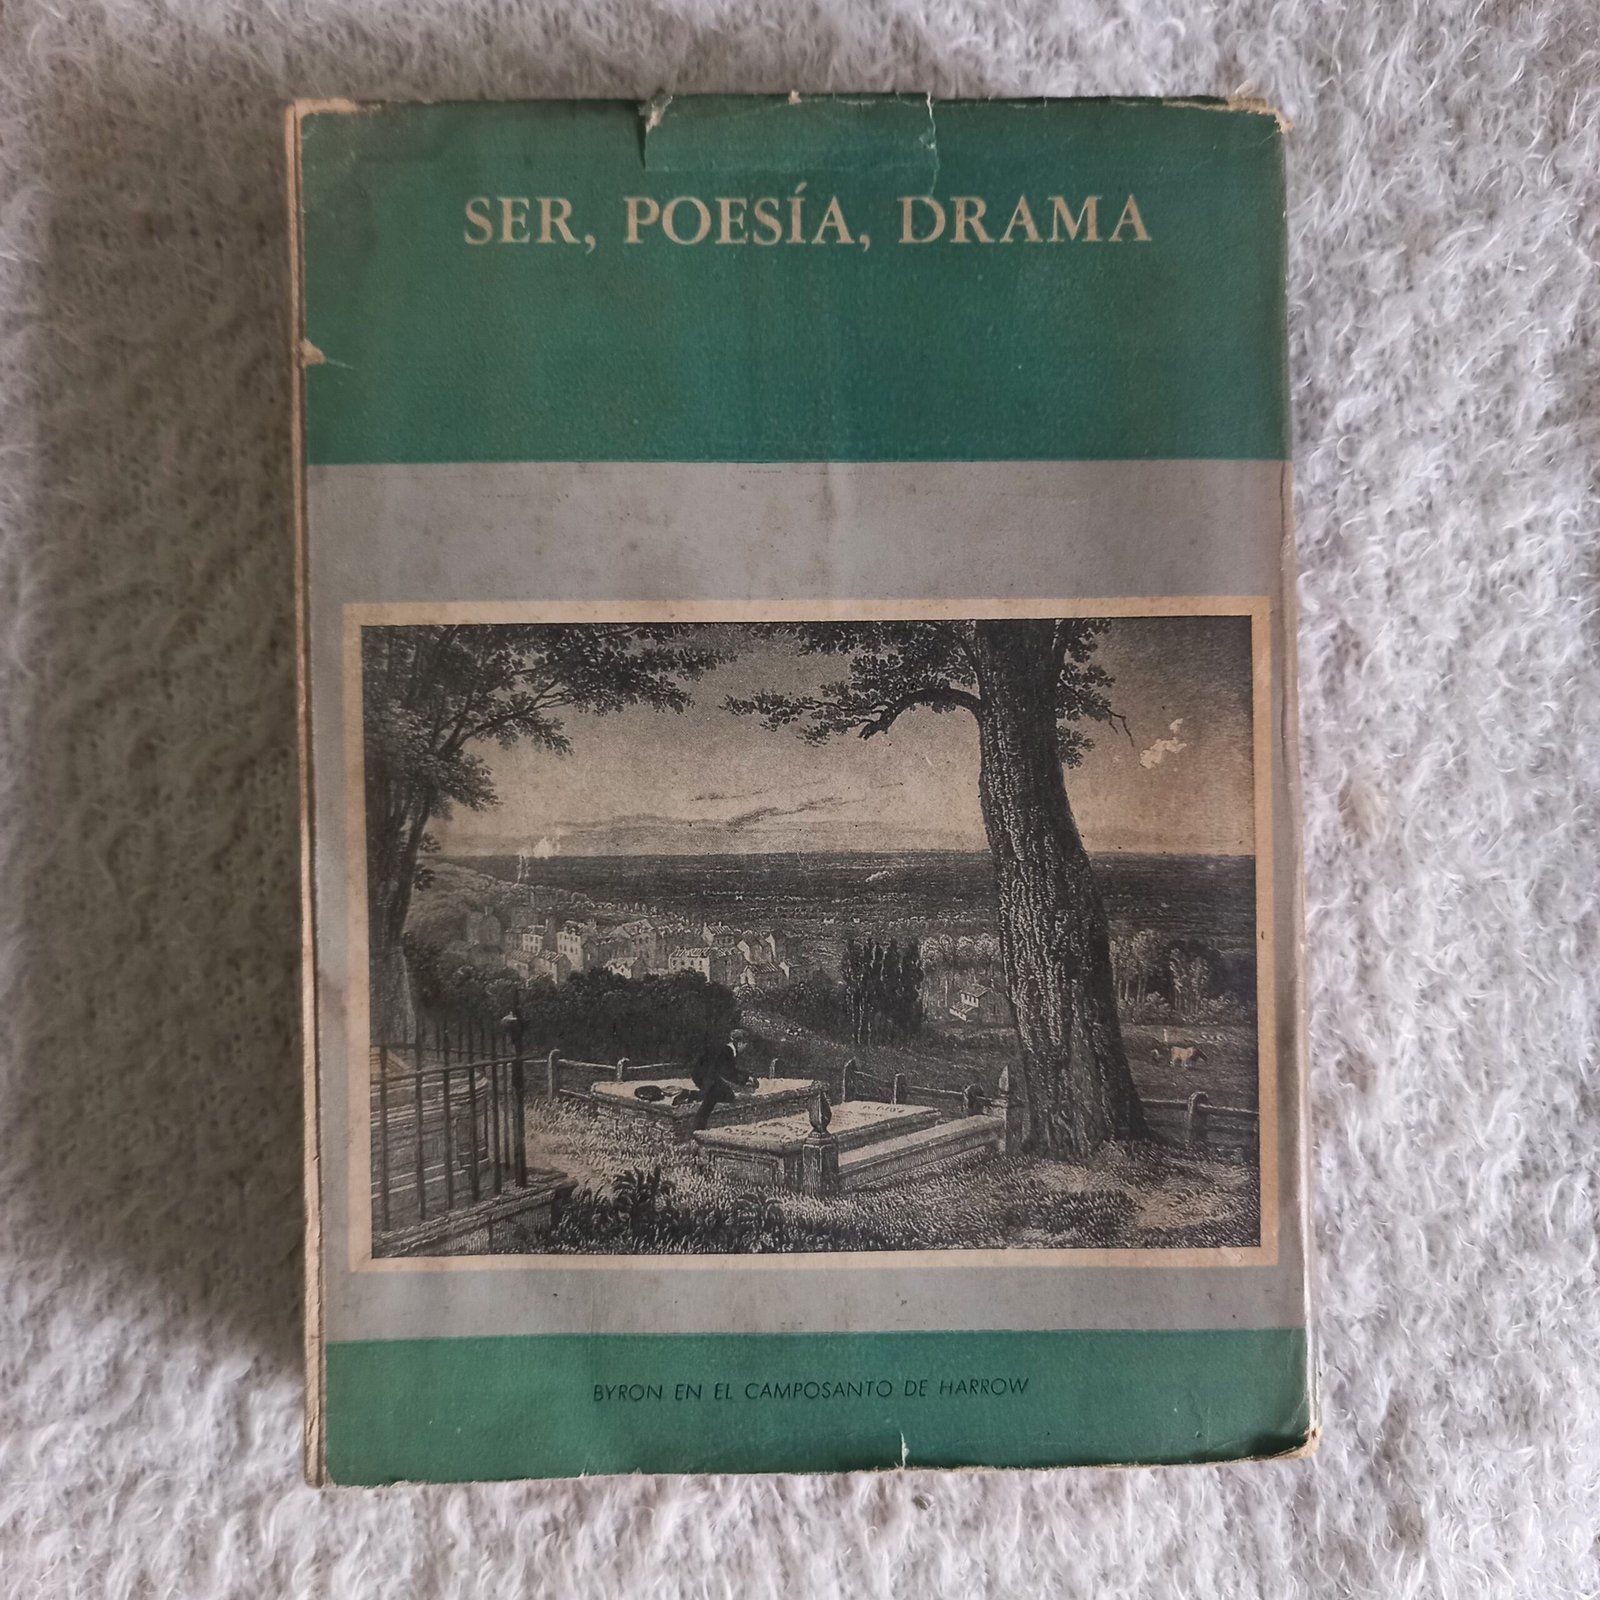 SER, POESÍA, DRAMA
BYRON EN EL CAMPOSANTO DE HARROW